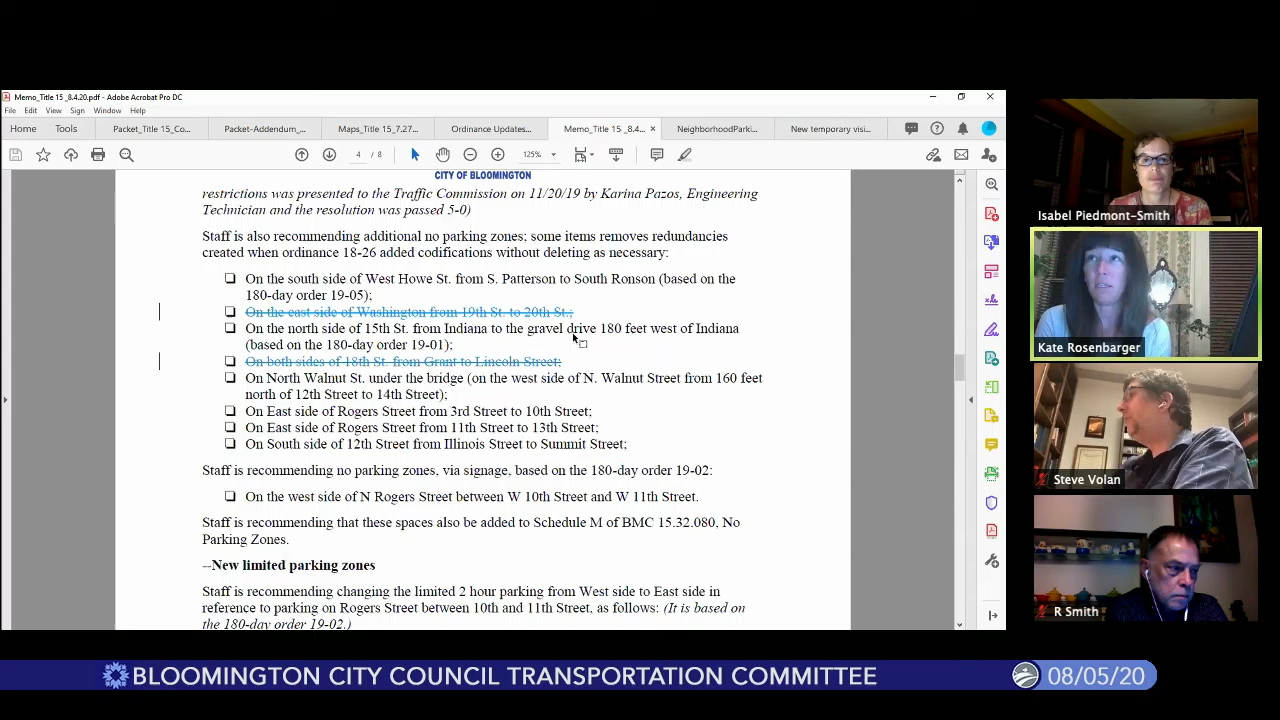 Memo_Title 15 _8.4.20.pdf - Adobe Acrobat Pro DC
File Edit View Sign Window Help
Home Tools Packet_Title 15_Co... Packet-Addendum_... Maps_Title 15_7.27... Ordinance Updates... Memo_Title 15 _8.4... × NeighborhoodParki... New temporary visi...
4 / 8 125%
CITY OF BLOOMINGTON
restrictions was presented to the Traffic Commission on 11/20/19 by Karina Pazos, Engineering
Technician and the resolution was passed 5-0)
Staff is also recommending additional no parking zones; some items removes redundancies
created when ordinance 18-26 added codifications without deleting as necessary:
On the south side of West Howe St. from S. Patterson to South Ronson (based on the
180-day order 19-05);
On the east side of Washington from 19th St. to 20th St.;
On the north side of 15th St. from Indiana to the gravel drive 180 feet west of Indiana
(based on the 180-day order 19-01);
On both sides of 18th St. from Grant to Lincoln Street;
On North Walnut St. under the bridge (on the west side of N. Walnut Street from 160 feet
north of 12th Street to 14th Street);
On East side of Rogers Street from 3rd Street to 10th Street;
On East side of Rogers Street from 11th Street to 13th Street;
On South side of 12th Street from Illinois Street to Summit Street;
Staff is recommending no parking zones, via signage, based on the 180-day order 19-02:
On the west side of N Rogers Street between W 10th Street and W 11th Street.
Staff is recommending that these spaces also be added to Schedule M of BMC 15.32.080, No
Parking Zones.
--New limited parking zones
Staff is recommending changing the limited 2 hour parking from West side to East side in
reference to parking on Rogers Street between 10th and 11th Street, as follows: (It is based on
the 180-day order 19-02.)
Isabel Piedmont-Smith
Kate Rosenbarger
Steve Volan
R Smith
BLOOMINGTON CITY COUNCIL TRANSPORTATION COMMITTEE 08/05/20